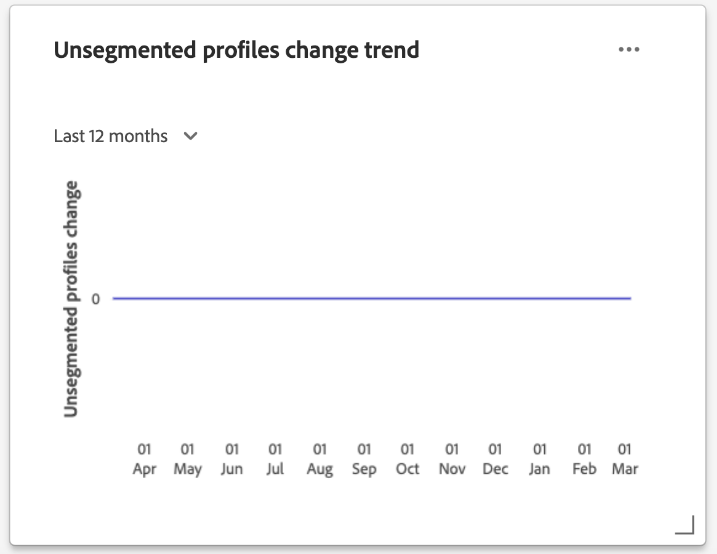 Unsegmented profiles change trend
Last 12 months
Unsegmented profiles change
0
01 01 01 01 01 01 01 01 01 01 01 01
Apr May Jun Jul Aug Sep Oct Nov Dec Jan Feb Mar